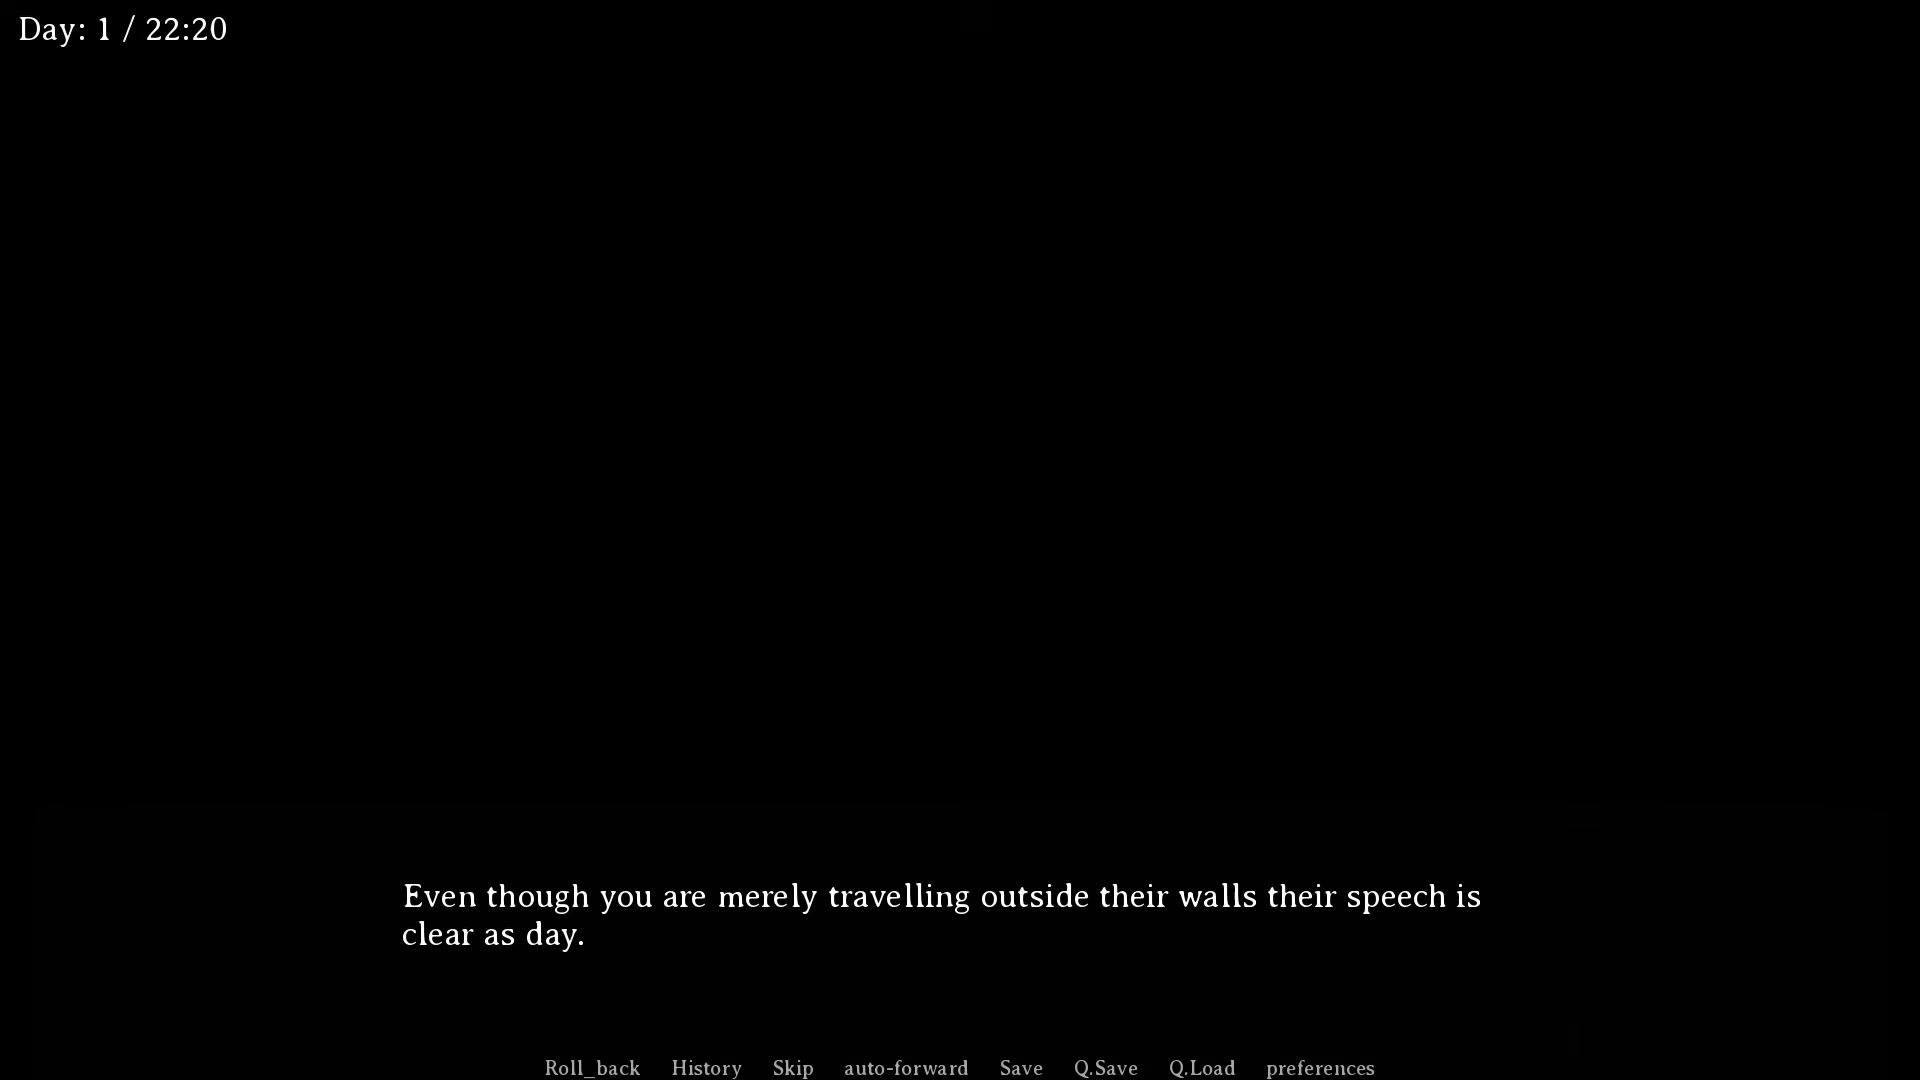 Day: 1 / 22:20
Even though you are merely travelling outside their walls their speech is
clear as day.
Roll_back History Skip auto-forward Save Q.Save Q.Load preferences